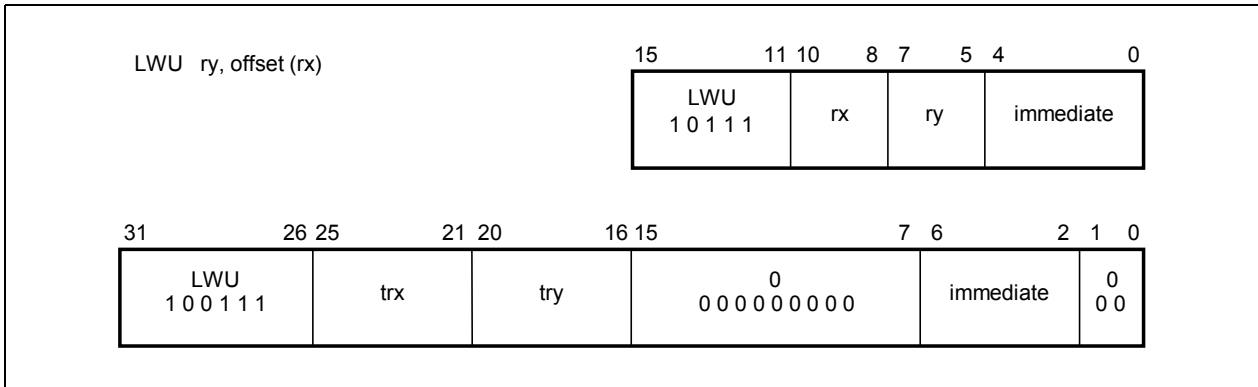 LWU ry, offset (rx)
15 11 10 8 7 5 4 0
LWU
1 0 1 1 1
rx
ry
immediate
31 26 25 21 20 16 15 7 6 2 1 0
LWU
1 0 0 1 1 1
trx
try
0
0 0 0 0 0 0 0 0 0
immediate
0
0 0